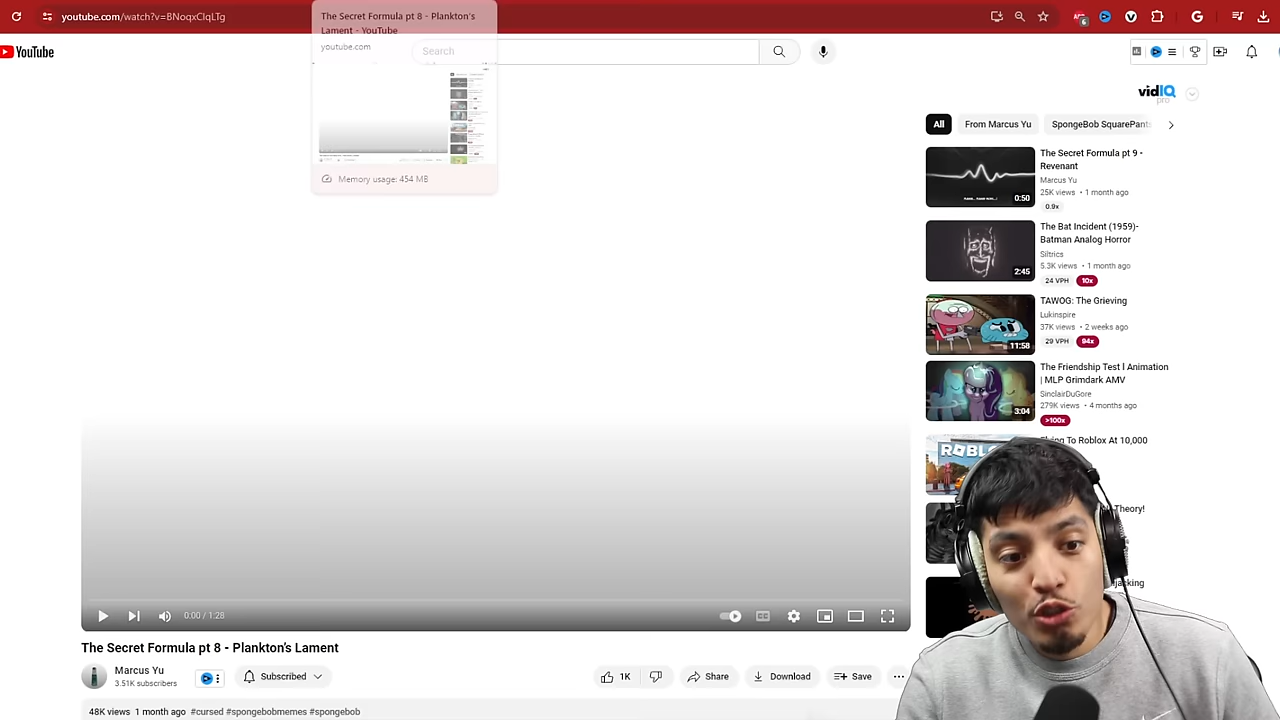 youtube.com/watch?v=BNoqxClqLTg
6
The Secret Formula pt 8 - Plankton's
Lament - YouTube
youtube.com
Memory usage: 454 MB
YouTube
Search
vidIQ
pro
All
From Marcus Yu
SpongeBob SquarePants
The Secret Formula pt 9 -
Revenant
Marcus Yu
25K views • 1 month ago
0.9x
0:50
The Bat Incident (1959)-
Batman Analog Horror
Siltrics
5.3K views • 1 month ago
24 VPH 10x
2:45
TAWOG: The Grieving
Lukinspire
37K views • 2 weeks ago
29 VPH 94x
11:58
The Friendship Test l Animation
| MLP Grimdark AMV
SinclairDuGore
279K views • 4 months ago
>100x
3:04
Flying To Roblox At 10,000
Theory!
jacking
0:00 / 1:28
The Secret Formula pt 8 - Plankton's Lament
Marcus Yu
3.51K subscribers
Subscribed
1K
Share
Download
Save
48K views 1 month ago #cursed #spongebobmemes #spongebob